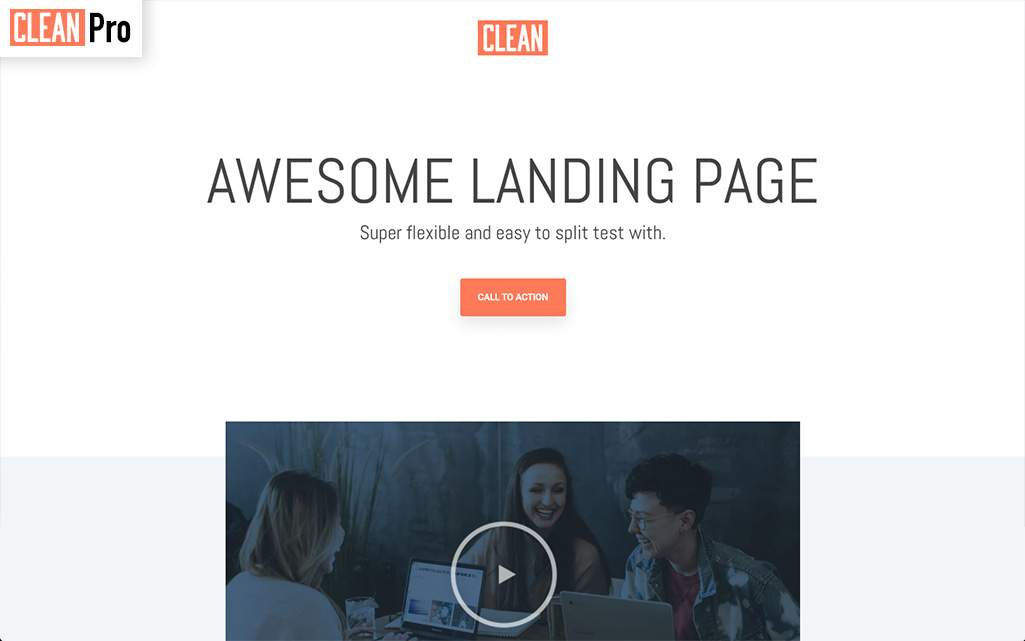 CLEAN Pro
CLEAN
AWESOME LANDING PAGE
Super flexible and easy to split test with.
CALL TO ACTION